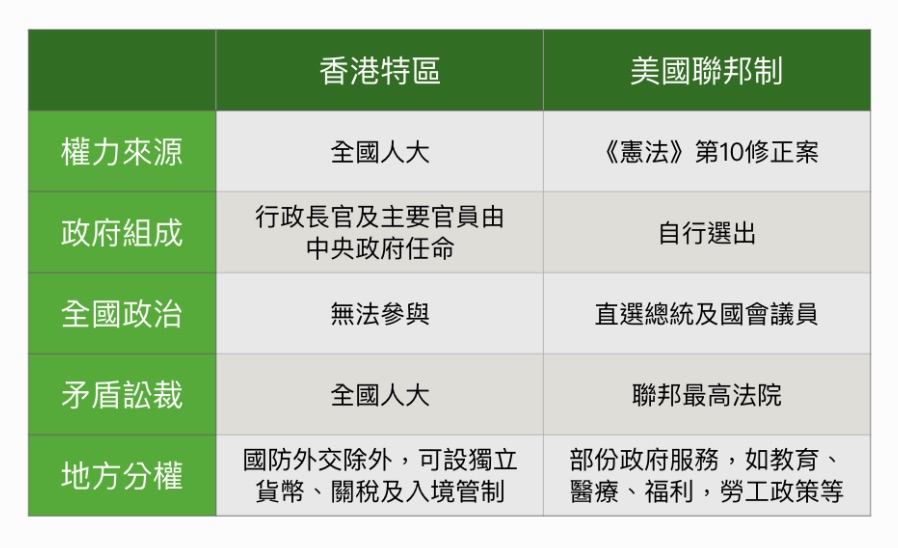 香港特區
美國聯邦制
權力來源
全國人大
《憲法》第10修正案
政府組成
行政長官及主要官員由
中央政府任命
自行選出
全國政治
無法參與
直選總統及國會議員
矛盾訟裁
全國人大
聯邦最高法院
地方分權
國防外交除外，可設獨立
貨幣、關稅及入境管制
部份政府服務，如教育、
醫療、福利，勞工政策等